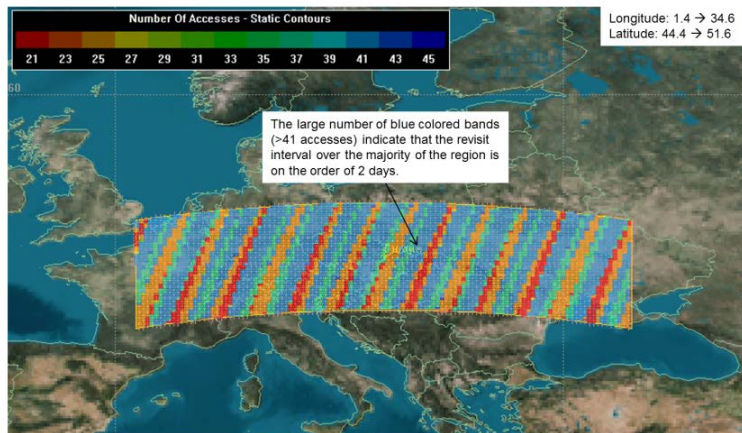 Number Of Accesses - Static Contours
21 23 25 27 29 31 33 35 37 39 41 43 45
Longitude: 1.4 → 34.6
Latitude: 44.4 → 51.6
60
The large number of blue colored bands
(>41 accesses) indicate that the revisit
interval over the majority of the region is
on the order of 2 days.